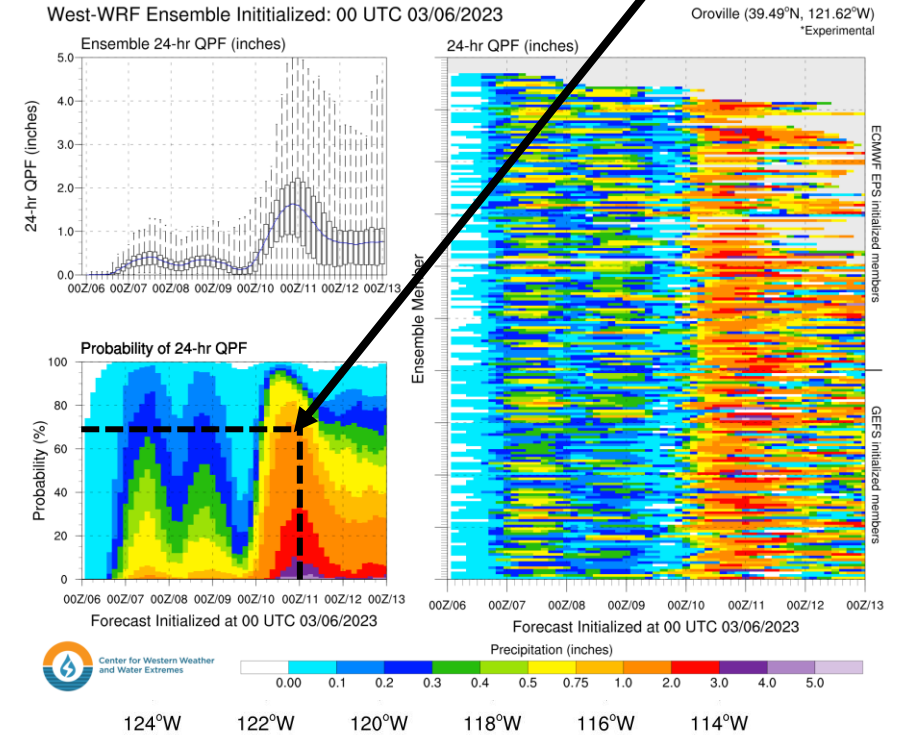 West-WRF Ensemble Inititialized: 00 UTC 03/06/2023
Oroville (39.49°N, 121.62°W)
*Experimental
Ensemble 24-hr QPF (inches)
24-hr QPF (inches)
5.0
4.0
3.0
2.0
1.0
0.0
00Z/06 00Z/07 00Z/08 00Z/09 00Z/10 00Z/11 00Z/12 00Z/13
Probability of 24-hr QPF
Probability (%)
100
80
60
40
20
0
00Z/06 00Z/07 00Z/08 00Z/09 00Z/10 00Z/11 00Z/12 00Z/13
Forecast Initialized at 00 UTC 03/06/2023
24-hr QPF (inches)
Ensemble Member
ECMWF EPS initialized members
GEFS initialized members
00Z/06 00Z/07 00Z/08 00Z/09 00Z/10 00Z/11 00Z/12 00Z/13
Forecast Initialized at 00 UTC 03/06/2023
Center for Western Weather
and Water Extremes
Precipitation (inches)
0.00 0.1 0.2 0.3 0.4 0.5 0.75 1.0 2.0 3.0 4.0 5.0
124°W 122°W 120°W 118°W 116°W 114°W